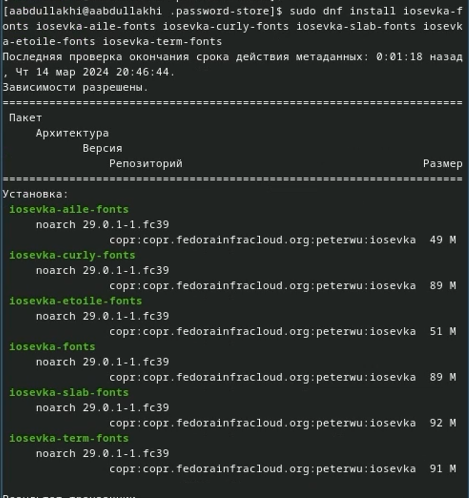 [aabdullakhi@aabdullakhi .password-store]$ sudo dnf install iosevka-f
onts iosevka-aile-fonts iosevka-curly-fonts iosevka-slab-fonts iosevk
a-etoile-fonts iosevka-term-fonts
Последняя проверка окончания срока действия метаданных: 0:01:18 назад
, Чт 14 мар 2024 20:46:44.
Зависимости разрешены.
=====================================================================
Пакет
Архитектура
Версия
Репозиторий Размер
=====================================================================
Установка:
iosevka-aile-fonts
noarch 29.0.1-1.fc39
copr:copr.fedorainfracloud.org:peterwu:iosevka 49 M
iosevka-curly-fonts
noarch 29.0.1-1.fc39
copr:copr.fedorainfracloud.org:peterwu:iosevka 89 M
iosevka-etoile-fonts
noarch 29.0.1-1.fc39
copr:copr.fedorainfracloud.org:peterwu:iosevka 51 M
iosevka-fonts
noarch 29.0.1-1.fc39
copr:copr.fedorainfracloud.org:peterwu:iosevka 89 M
iosevka-slab-fonts
noarch 29.0.1-1.fc39
copr:copr.fedorainfracloud.org:peterwu:iosevka 92 M
iosevka-term-fonts
noarch 29.0.1-1.fc39
copr:copr.fedorainfracloud.org:peterwu:iosevka 91 M